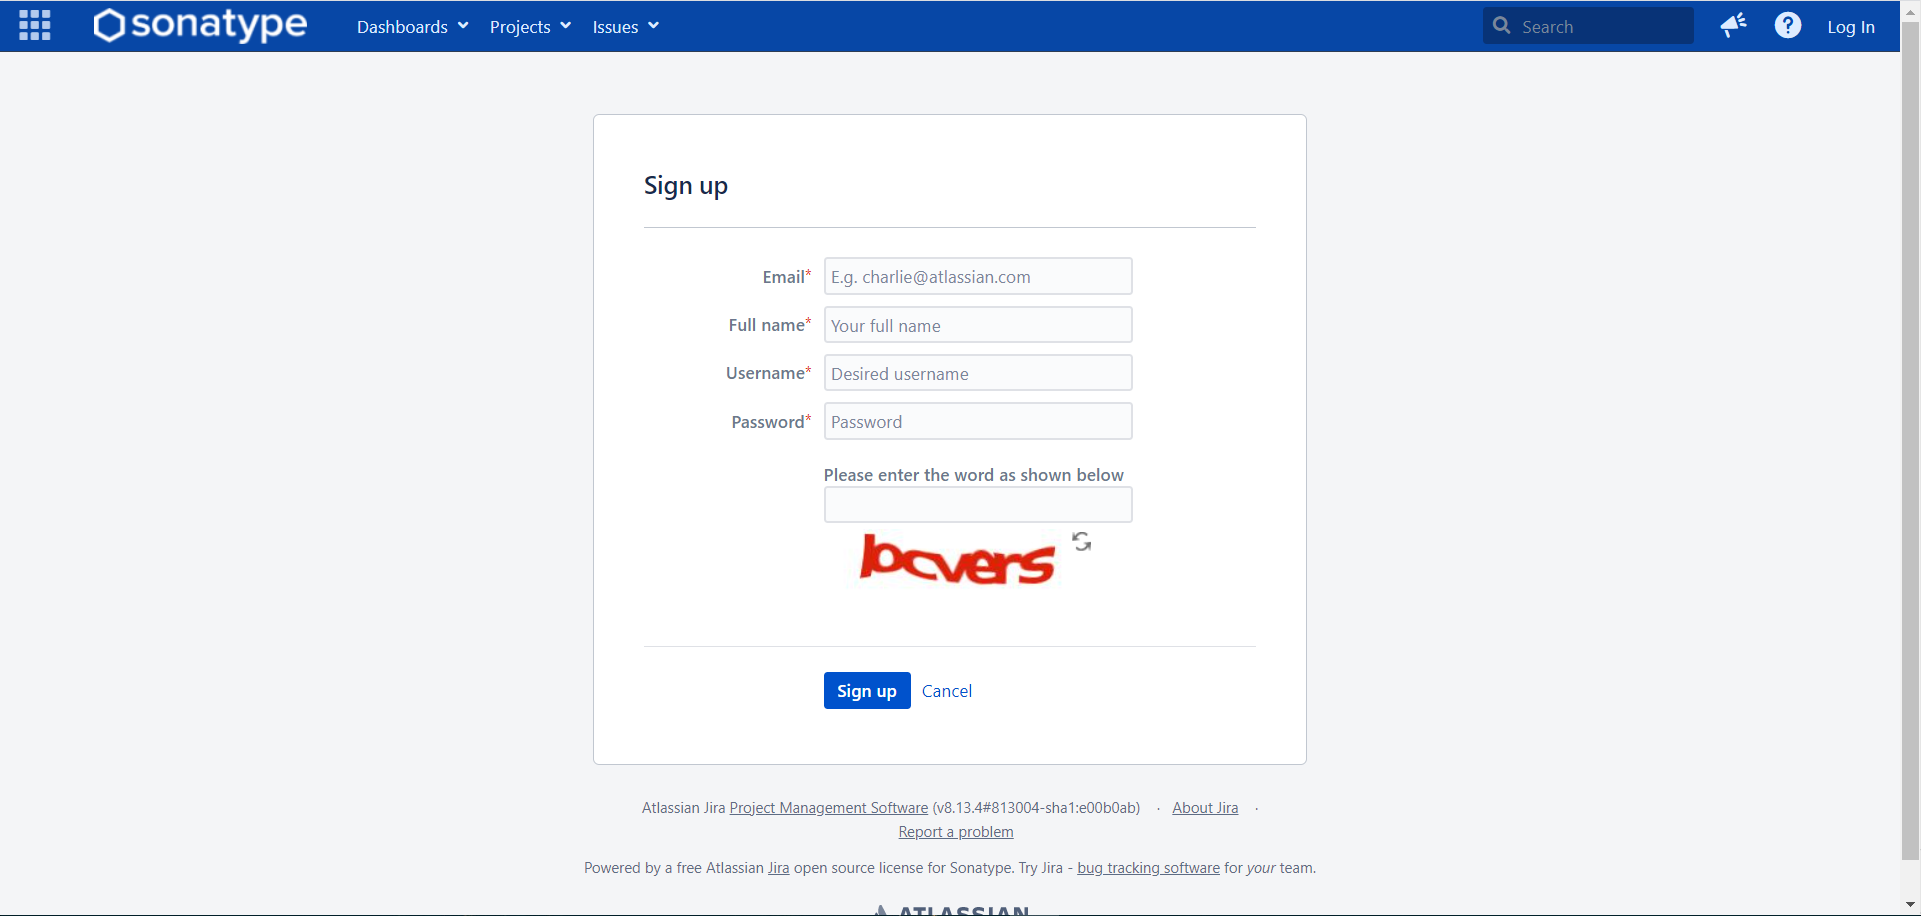 sonatype Dashboards Projects Issues Search ? Log In
Sign up
Email* E.g. charlie@atlassian.com
Full name* Your full name
Username* Desired username
Password* Password
Please enter the word as shown below
Sign up Cancel
Atlassian Jira Project Management Software (v8.13.4#813004-sha1:e00b0ab) · About Jira ·
Report a problem
Powered by a free Atlassian Jira open source license for Sonatype. Try Jira - bug tracking software for your team.
ATLASSIAN